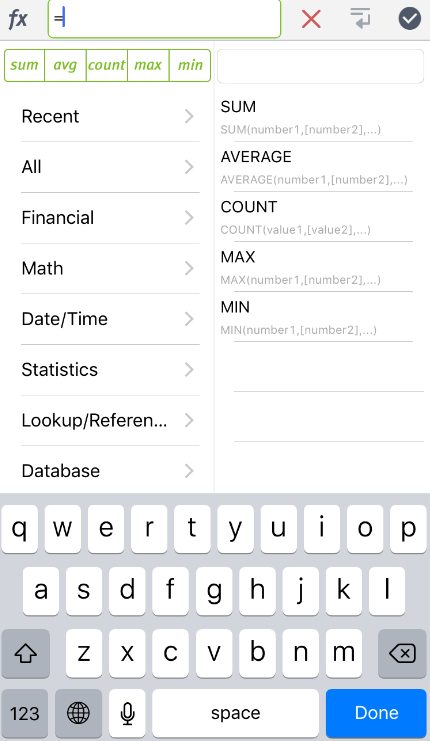 fx =
sum avg count max min
Recent
All
Financial
Math
Date/Time
Statistics
Lookup/Referen...
Database
SUM
SUM(number1,[number2],...)
AVERAGE
AVERAGE(number1,[number2],...)
COUNT
COUNT(value1,[value2],...)
MAX
MAX(number1,[number2],...)
MIN
MIN(number1,[number2],...)
q w e r t y u i o p
a s d f g h j k l
z x c v b n m
123 space Done